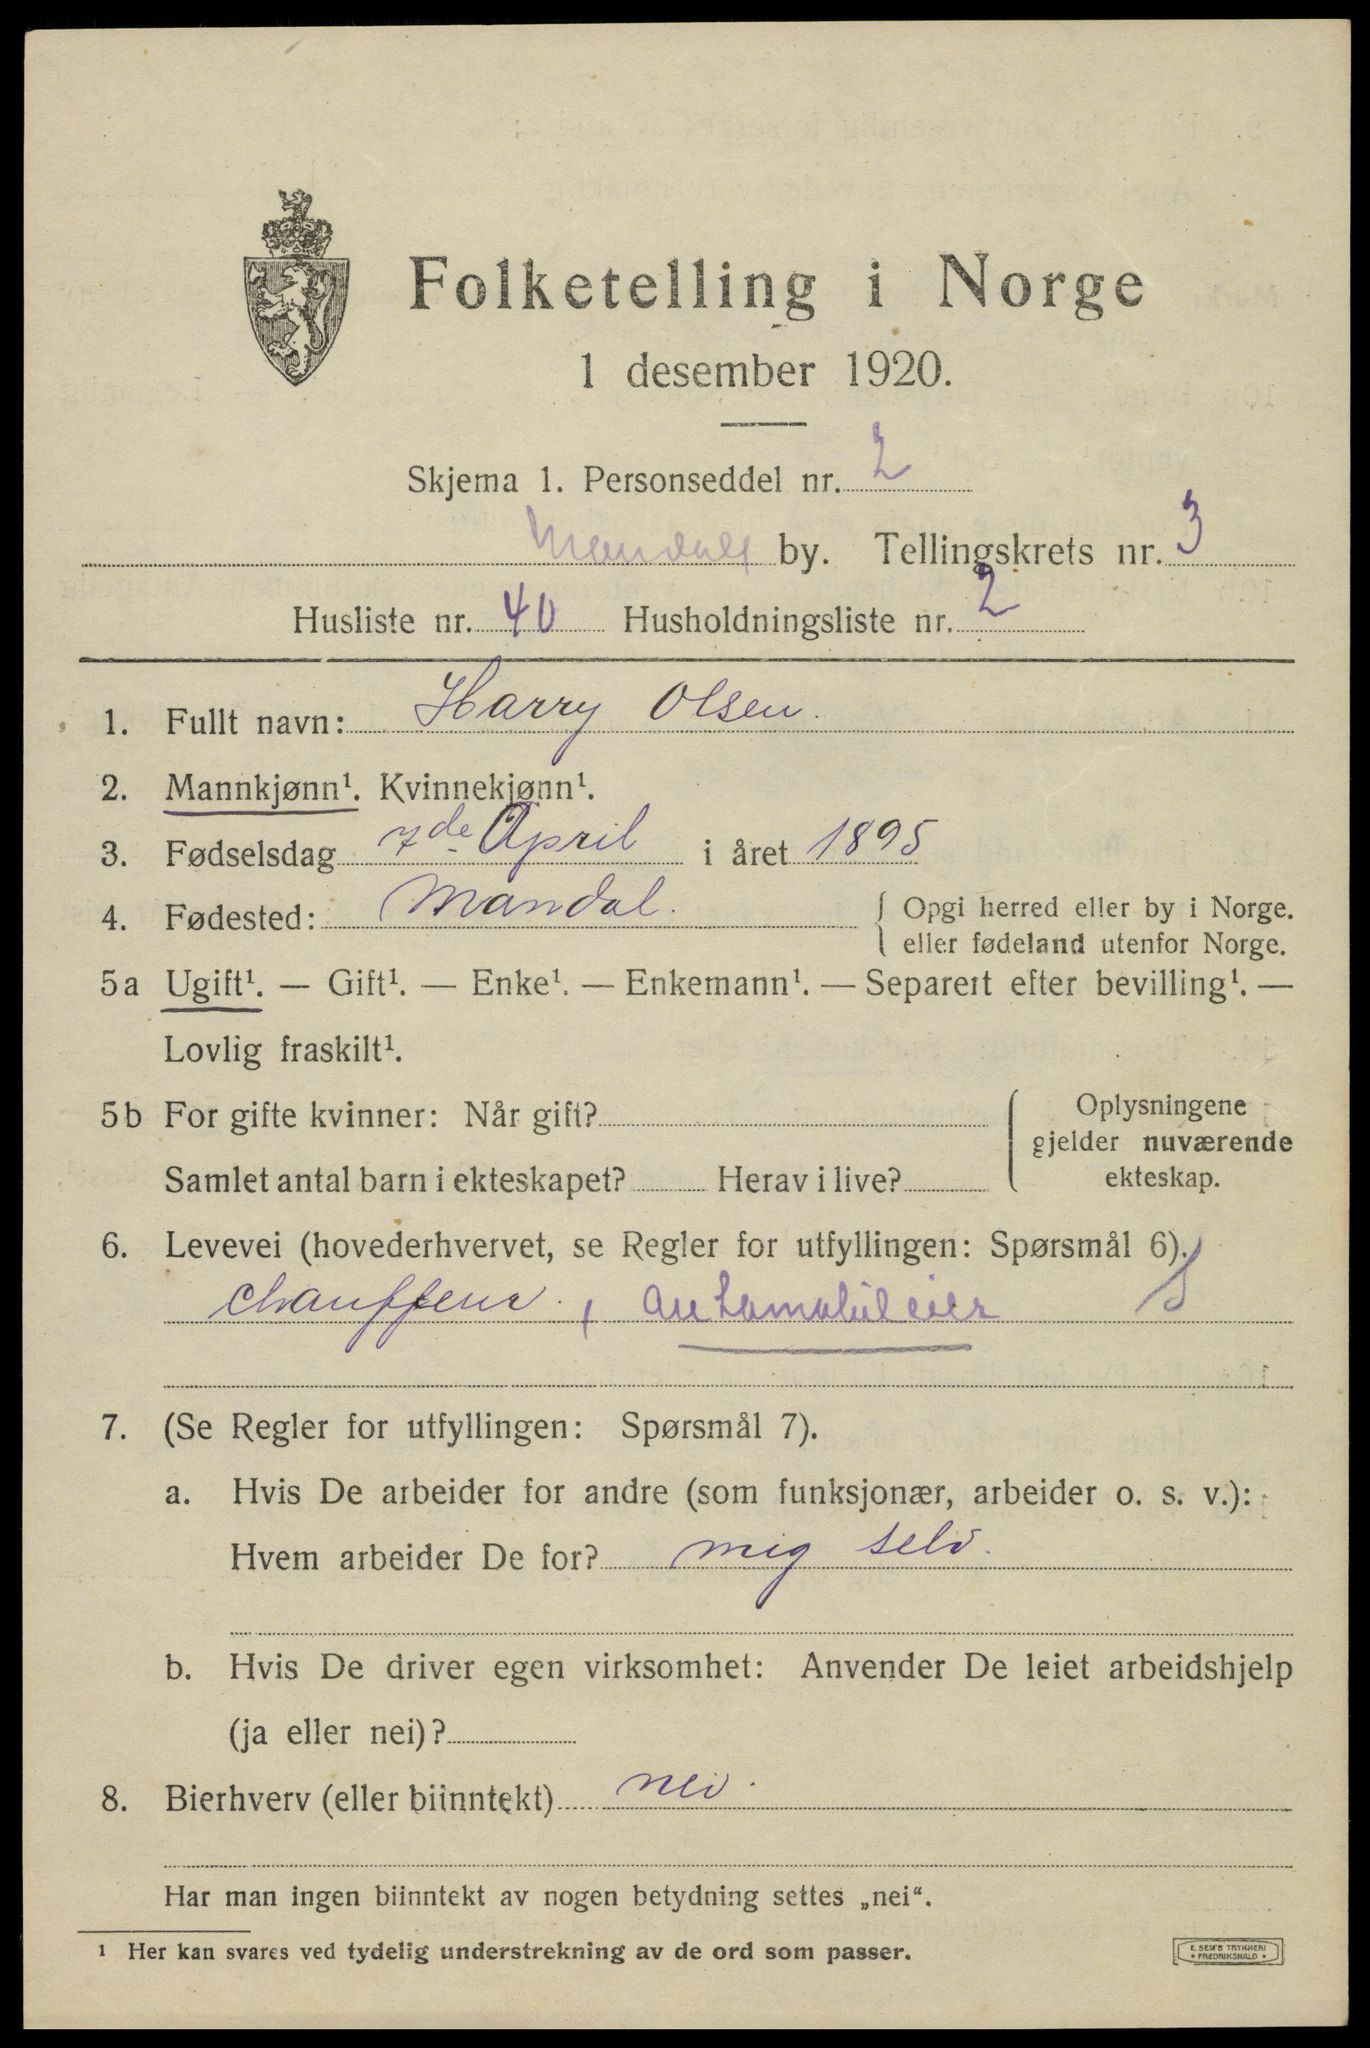 Folketelling i Norge
1 desember 1920.
Skjema 1. Personseddel nr. 2
Mandals by. Tellingskrets nr. 3
Husliste nr. 40 Husholdningsliste nr. 2
1. Fullt navn: Harry Olsen.
2. Mannkjønn¹. Kvinnekjønn¹.
3. Fødselsdag 7de April i året 1895
4. Fødested: Mandal. { Opgi herred eller by i Norge.
eller fødeland utenfor Norge.
5a Ugift¹. — Gift¹. — Enke¹. — Enkemann¹. — Separert efter bevilling¹. —
Lovlig fraskilt¹.
5b For gifte kvinner: Når gift?
Samlet antal barn i ekteskapet? Herav i live?
Oplysningene
gjelder nuværende
ekteskap.
6. Levevei (hovederhvervet, se Regler for utfyllingen: Spørsmål 6).
chauffeur., automobileier S
7. (Se Regler for utfyllingen: Spørsmål 7).
a. Hvis De arbeider for andre (som funksjonær, arbeider o. s. v.):
Hvem arbeider De for? mig selv.
b. Hvis De driver egen virksomhet: Anvender De leiet arbeidshjelp
(ja eller nei)?
8. Bierhverv (eller biinntekt) nei.
Har man ingen biinntekt av nogen betydning settes „nei“.
¹ Her kan svares ved tydelig understrekning av de ord som passer.
E. SEM'S TRYKKERI
• FREDRIKSHALD •